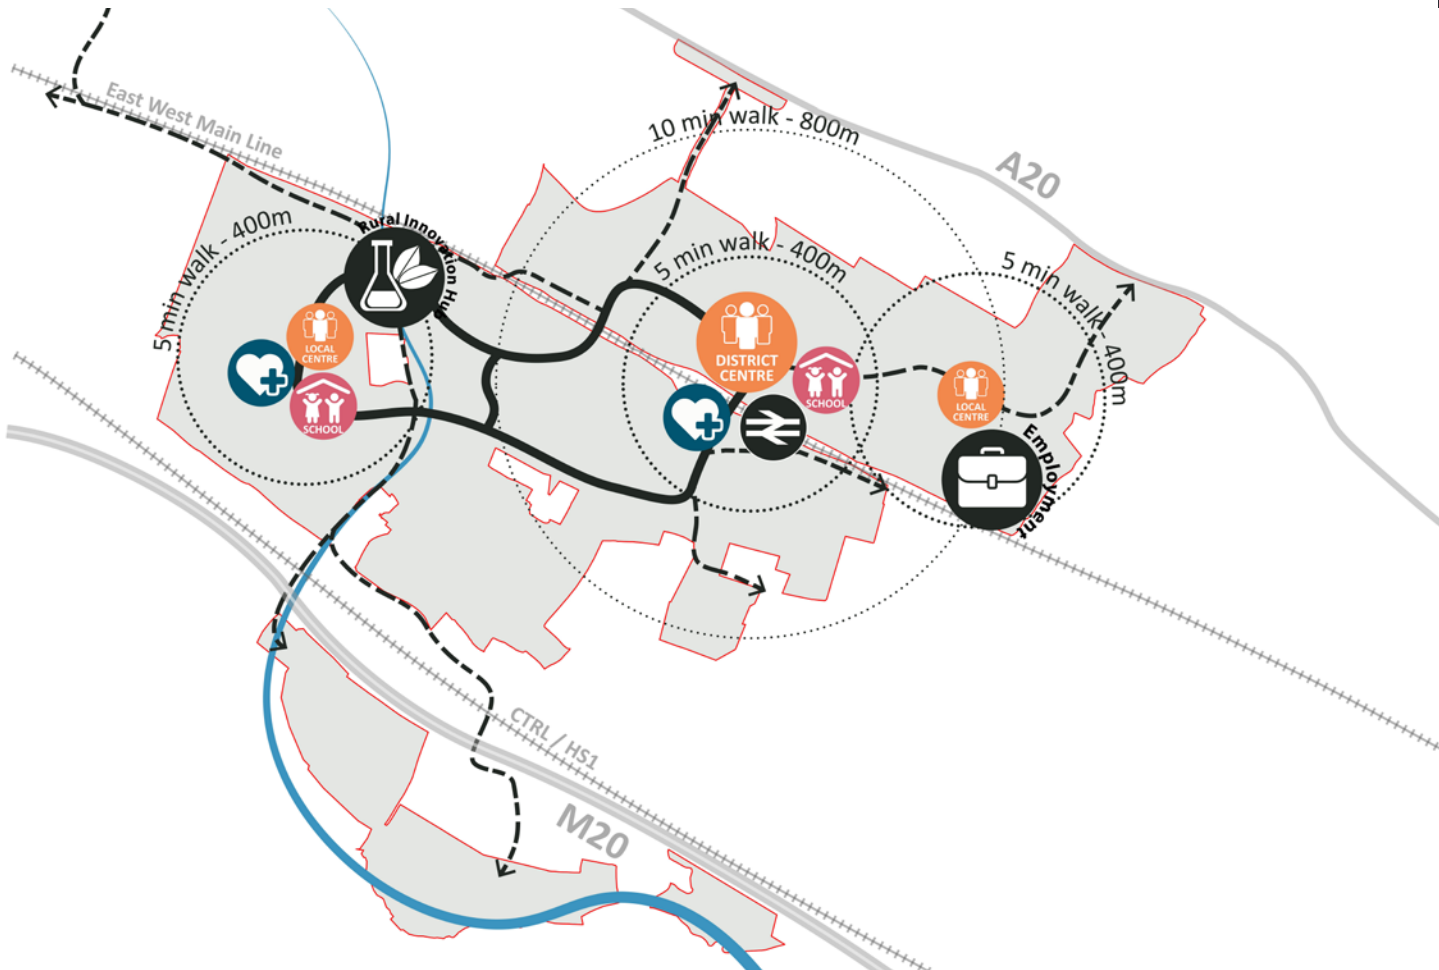 East West Main Line
10 min walk - 800m
A20
5 min walk - 400m
Rural Innovation Hub
5 min walk - 400m
5 min walk 400m
LOCAL
CENTRE
DISTRICT
CENTRE
SCHOOL
LOCAL
CENTRE
SCHOOL
Employment
CTRL / HS1
M20